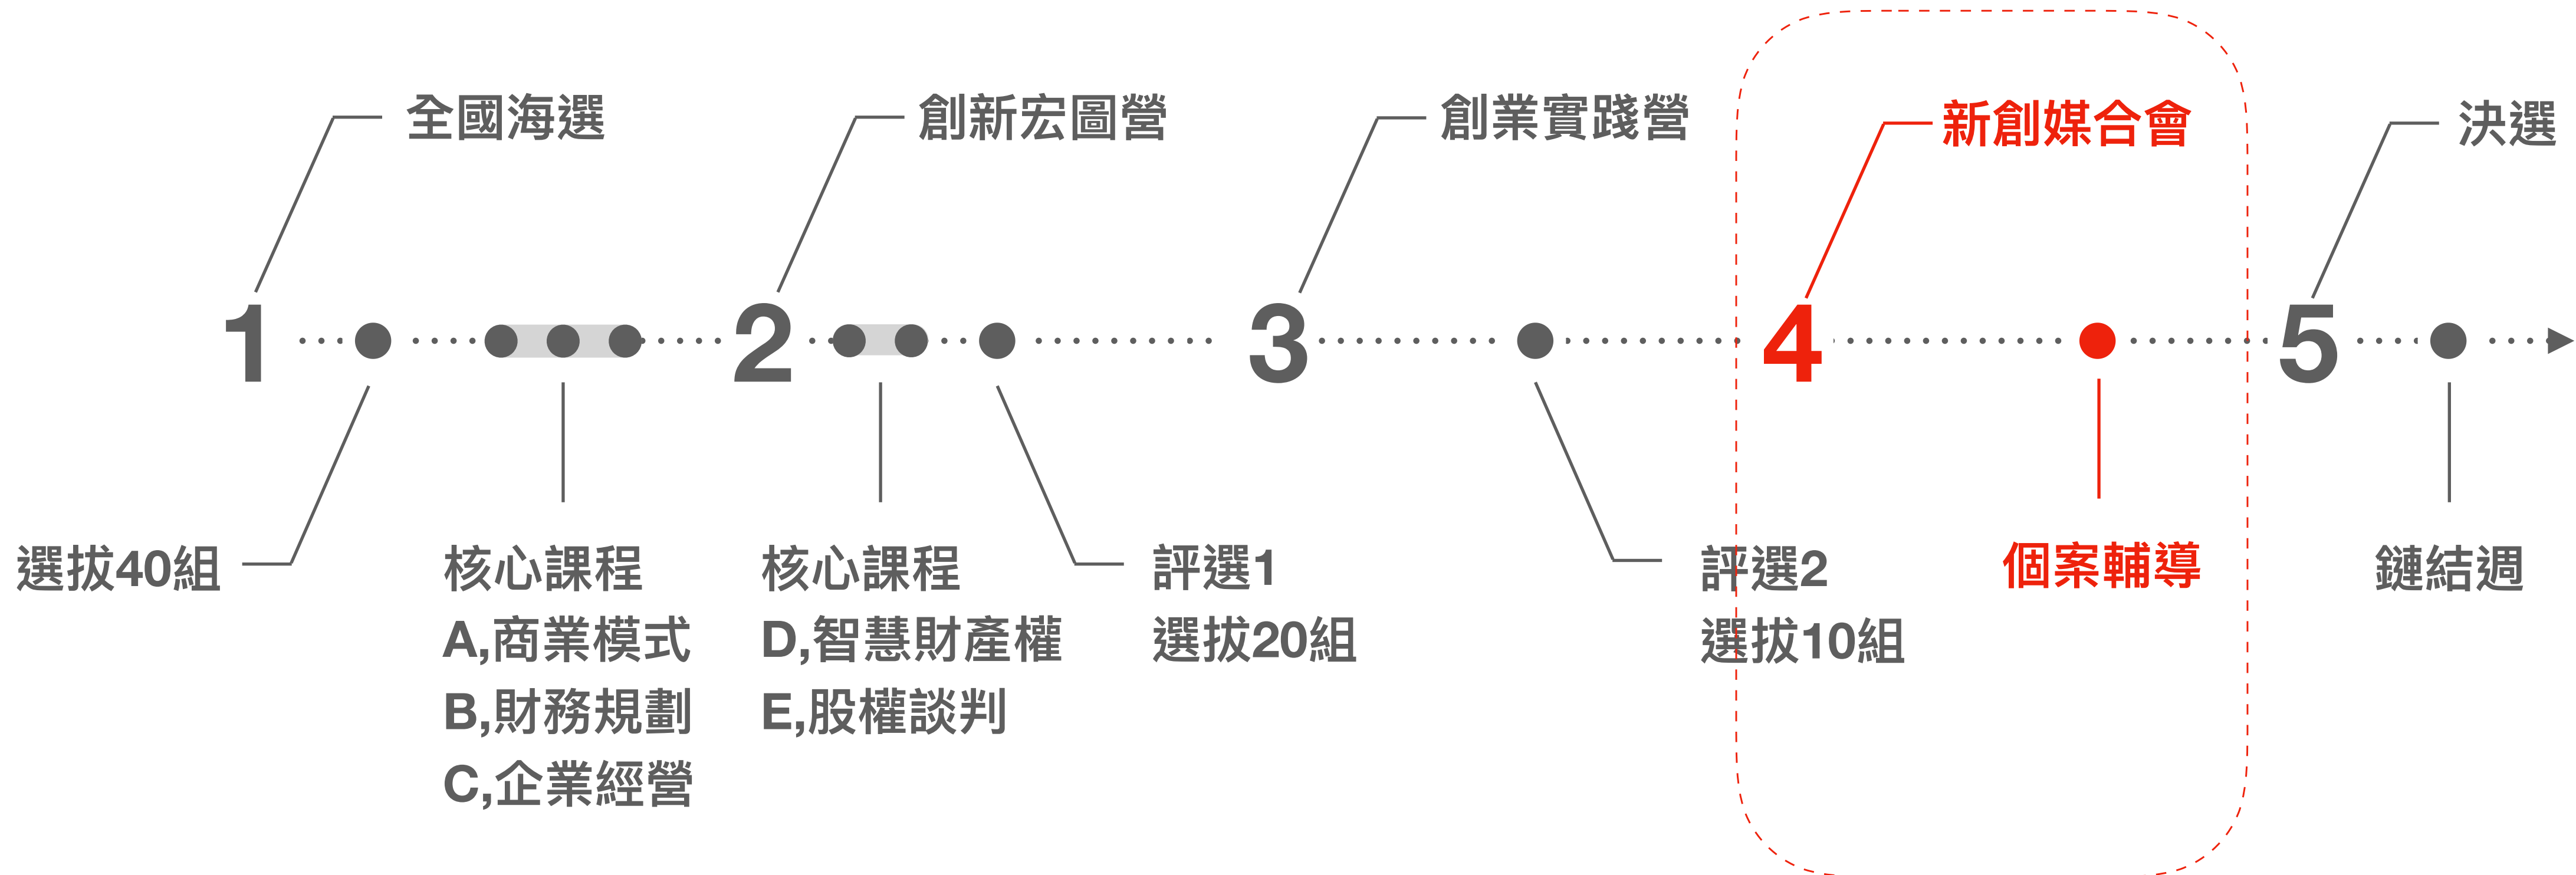 全國海選
創新宏圖營
創業實踐營
新創媒合會
決選
1
2
3
4
5
選拔40組
核心課程
A,商業模式
B,財務規劃
C,企業經營
核心課程
D,智慧財產權
E,股權談判
評選1
選拔20組
評選2
選拔10組
個案輔導
鏈結週